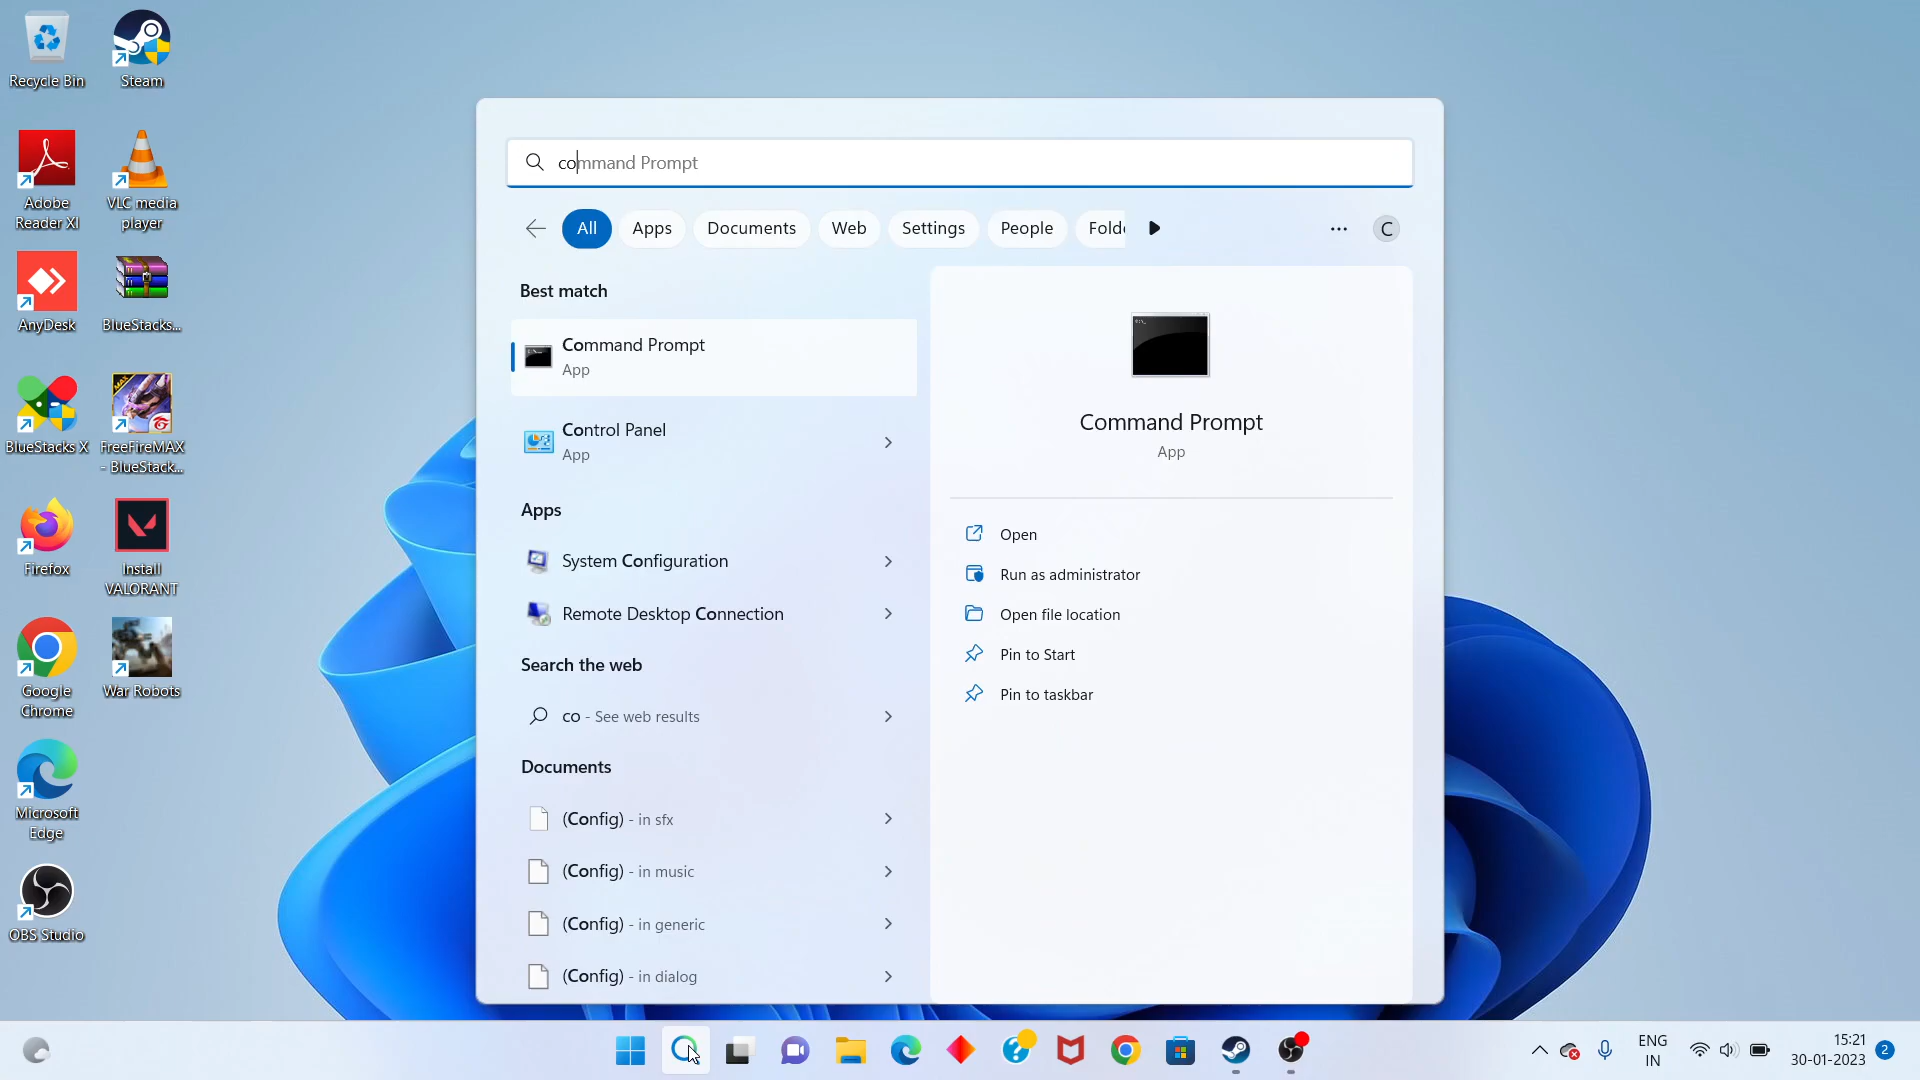 Recycle Bin
Steam
Adobe
Reader XI
VLC media
player
AnyDesk
BlueStacks...
BlueStacks X
FreeFireMAX
- BlueStack...
Firefox
Install
VALORANT
Google
Chrome
War Robots
Microsoft
Edge
OBS Studio
command Prompt
All
Apps
Documents
Web
Settings
People
Folde
C
Best match
Command Prompt
App
Control Panel
App
Apps
System Configuration
Remote Desktop Connection
Search the web
co - See web results
Documents
(Config) - in sfx
(Config) - in music
(Config) - in generic
(Config) - in dialog
Command Prompt
App
Open
Run as administrator
Open file location
Pin to Start
Pin to taskbar
ENG
IN
15:21
30-01-2023
2